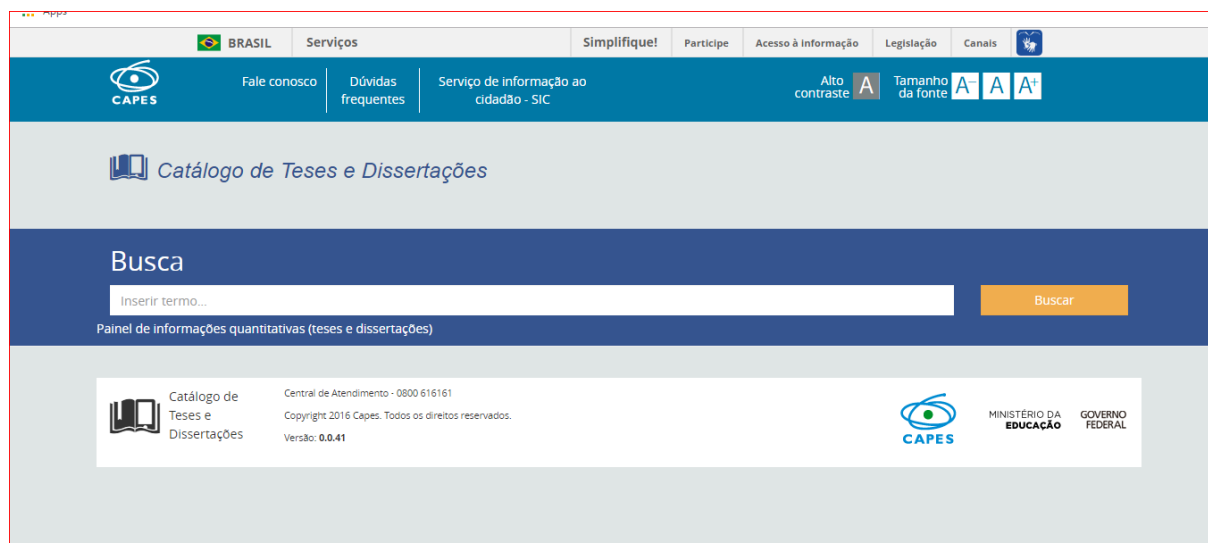 Apps
BRASIL Serviços Simplifique! Participe Acesso à informação Legislação Canais
CAPES
Fale conosco
Dúvidas
frequentes
Serviço de informação ao
cidadão - SIC
Alto
contraste A
Tamanho
da fonte A- A A+
Catálogo de Teses e Dissertações
Busca
Inserir termo... Buscar
Painel de informações quantitativas (teses e dissertações)
Catálogo de
Teses e
Dissertações
Central de Atendimento - 0800 616161
Copyright 2016 Capes. Todos os direitos reservados.
Versão: 0.0.41
CAPES
MINISTÉRIO DA
EDUCAÇÃO
GOVERNO
FEDERAL